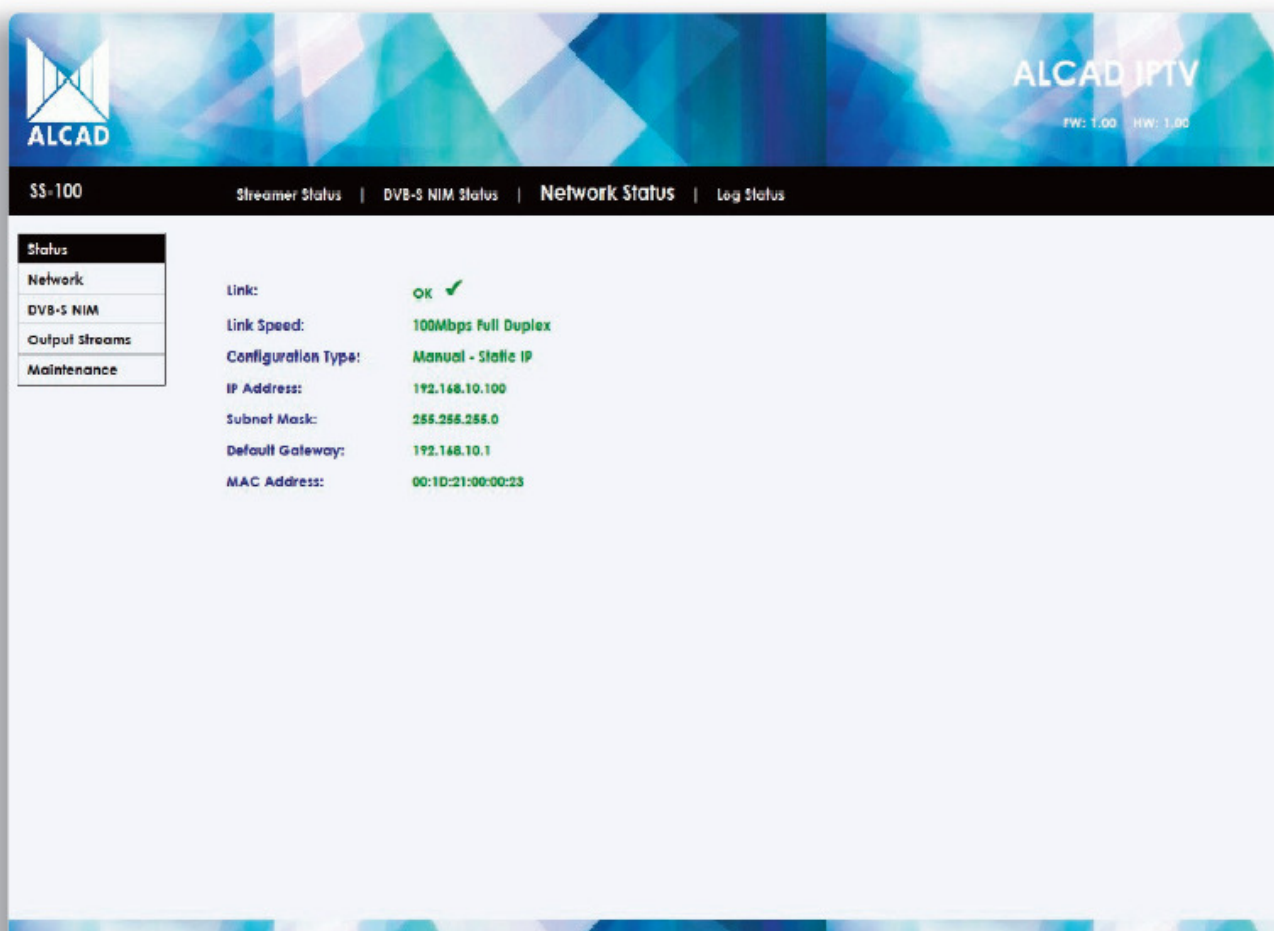 ALCAD
ALCAD IPTV
FW: 1.00 HW: 1.00
SS-100
Streamer Status | DVB-S NIM Status | Network Status | Log Status
Status
Network
DVB-S NIM
Output Streams
Maintenance
Link: OK ✔
Link Speed: 100Mbps Full Duplex
Configuration Type: Manual - Static IP
IP Address: 192.168.10.100
Subnet Mask: 255.255.255.0
Default Gateway: 192.168.10.1
MAC Address: 00:1D:21:00:00:23